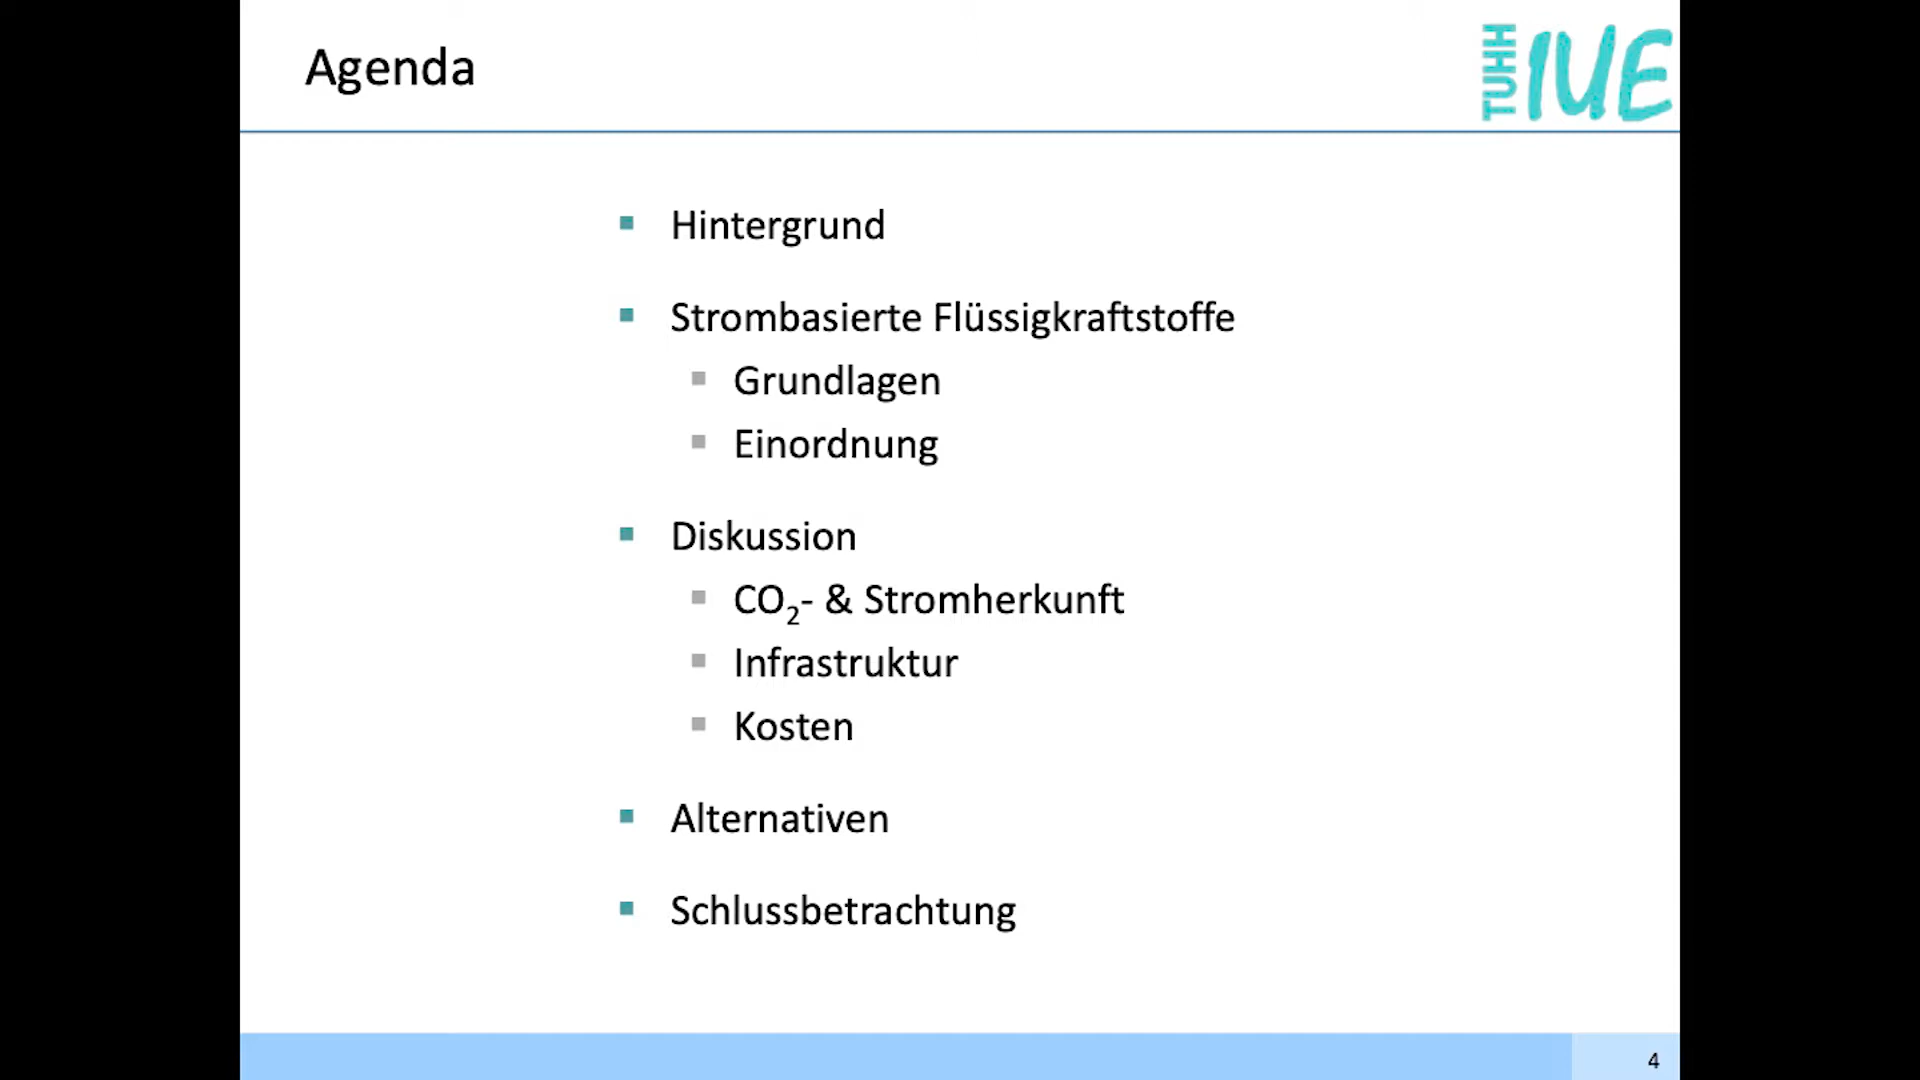 Agenda
TUHH
IUE
Hintergrund
Strombasierte Flüssigkraftstoffe
Grundlagen
Einordnung
Diskussion
CO₂- & Stromherkunft
Infrastruktur
Kosten
Alternativen
Schlussbetrachtung
4